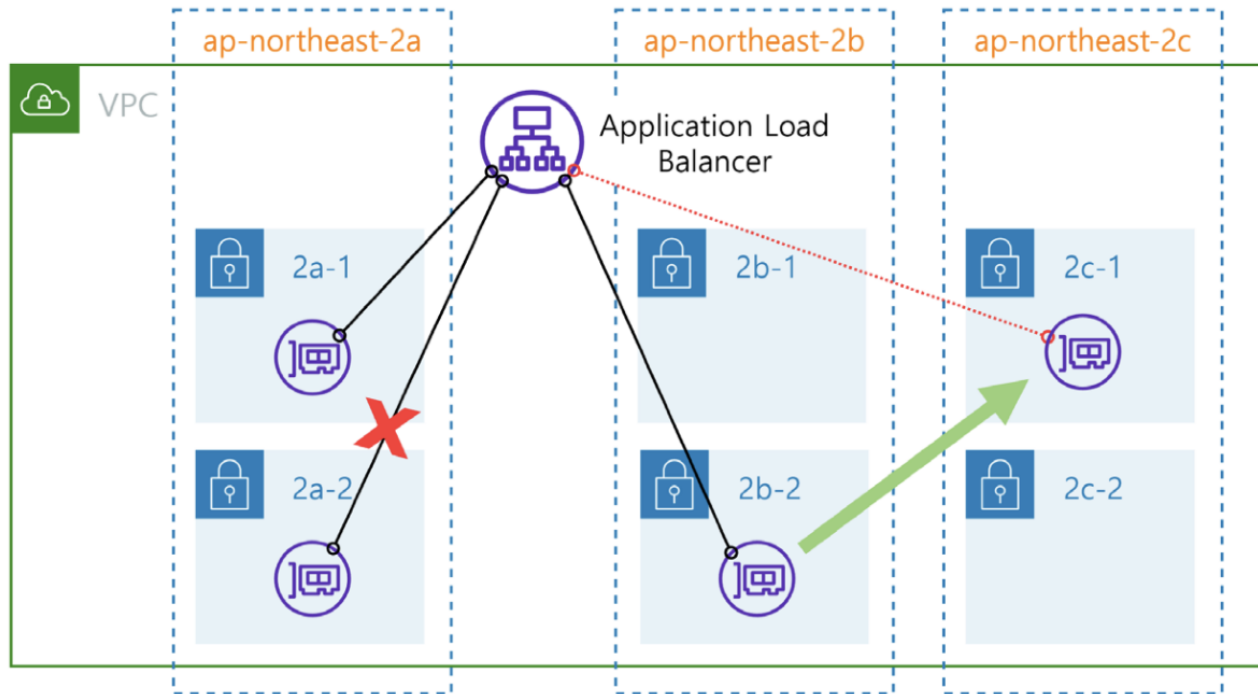 ap-northeast-2a
ap-northeast-2b
ap-northeast-2c
VPC
Application Load
Balancer
2a-1
2b-1
2c-1
2a-2
2b-2
2c-2